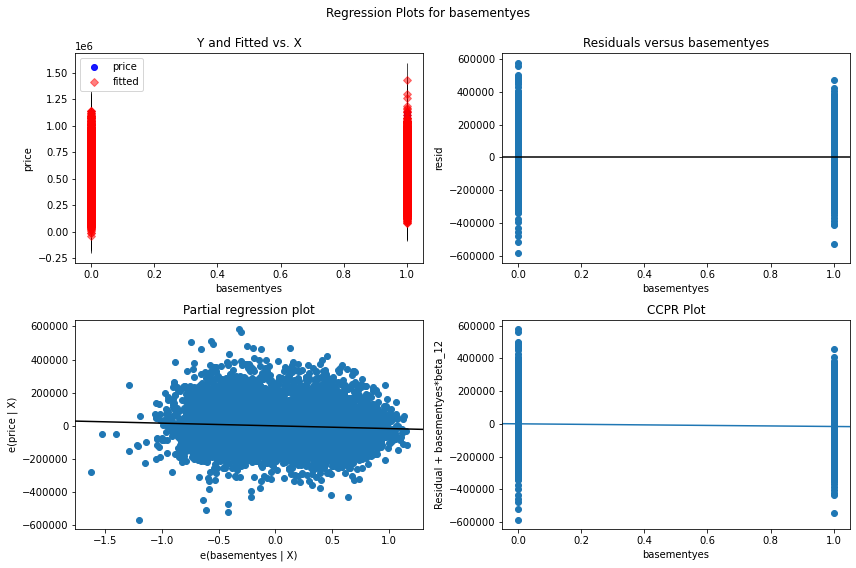 Regression Plots for basementyes
Y and Fitted vs. X
1e6
price
fitted
1.50
1.25
1.00
0.75
0.50
0.25
0.00
−0.25
price
0.0 0.2 0.4 0.6 0.8 1.0
basementyes
Residuals versus basementyes
600000
400000
200000
0
−200000
−400000
−600000
resid
0.0 0.2 0.4 0.6 0.8 1.0
basementyes
Partial regression plot
600000
400000
200000
0
−200000
−400000
−600000
e(price | X)
−1.5 −1.0 −0.5 0.0 0.5 1.0
e(basementyes | X)
CCPR Plot
600000
400000
200000
0
−200000
−400000
−600000
Residual + basementyes*beta_12
0.0 0.2 0.4 0.6 0.8 1.0
basementyes